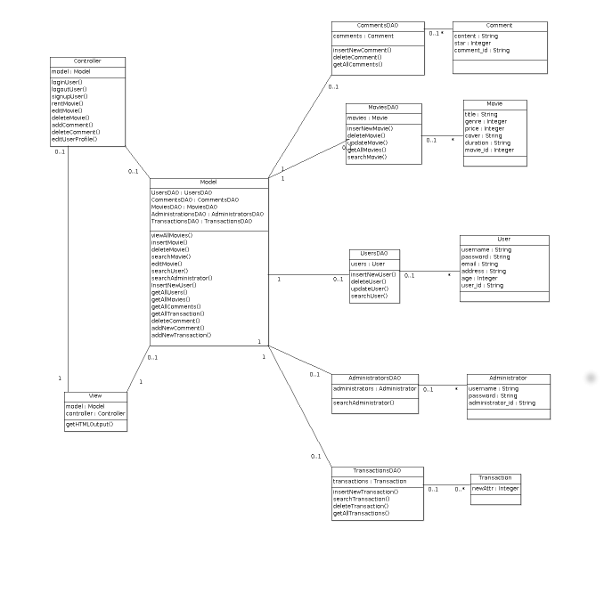 CommentsDAO
comments : Comment
insertNewComment()
deleteComment()
getAllComments()
0..1 *
Comment
content : String
star : Integer
comment_id : String
0..1
Controller
model : Model
loginUser()
logoutUser()
signupUser()
rentMovie()
editMovie()
deleteMovie()
addComment()
deleteComment()
editUserProfile()
0..1
0..1
MoviesDAO
movies : Movie
insertNewMovie()
deleteMovie()
updateMovie()
getAllMovies()
searchMovie()
0..1
*
Movie
title : String
genre : Integer
price : Integer
cover : String
duration : String
movie_id : Integer
1
1
Model
UsersDAO : UsersDAO
CommentsDAO : CommentsDAO
MoviesDAO : MoviesDAO
AdministratorsDAO : AdministratorsDAO
TransactionsDAO : TransactionsDAO
viewAllMovies()
insertMovie()
deleteMovie()
searchMovie()
editMovie()
searchUser()
searchAdministrator()
insertNewUser()
getAllUsers()
getAllMovies()
getAllComments()
getAllTransaction()
deleteComment()
addNewComment()
addNewTransaction()
1
0..1
UsersDAO
users : User
insertNewUser()
deleteUser()
updateUser()
searchUser()
0..1
*
User
username : String
password : String
email : String
address : String
age : Integer
user_id : String
1
1
0..1
1
1
View
model : Model
controller : Controller
getHTMLOutput()
0..1
AdministratorsDAO
administrators : Administrator
searchAdministrator()
0..1
*
Administrator
username : String
password : String
administrator_id : String
0..1
TransactionsDAO
transactions : Transaction
insertNewTransaction()
searchTransaction()
deleteTransaction()
getAllTransactions()
0..1
0..*
Transaction
newAttr : Integer